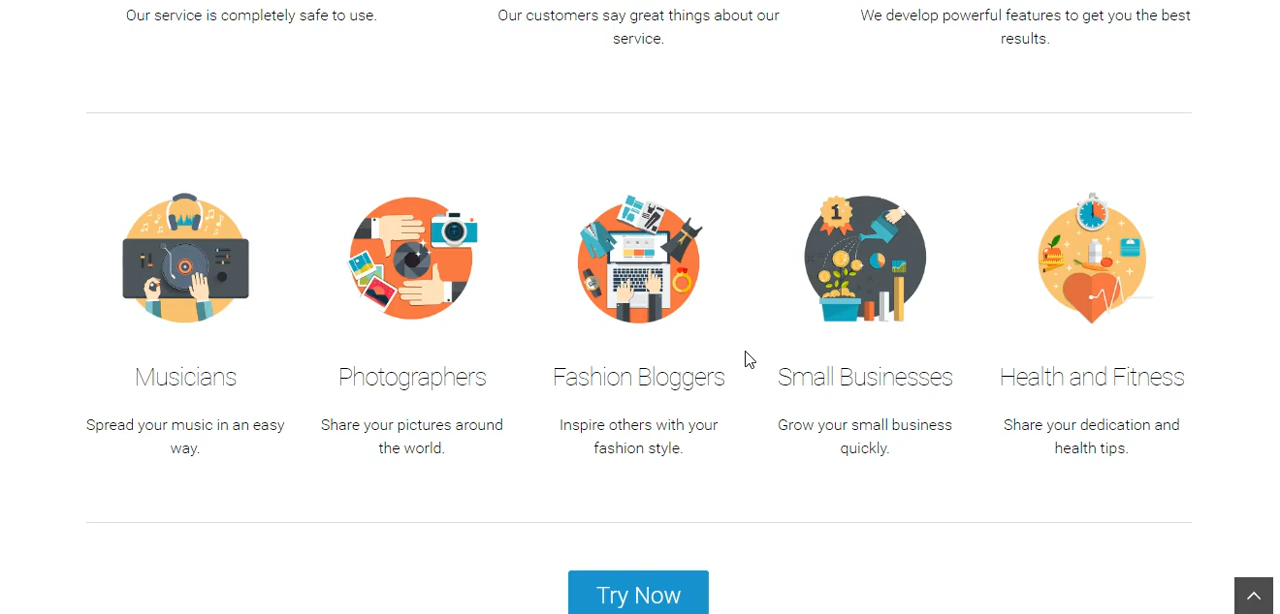 Our service is completely safe to use.
Our customers say great things about our
service.
We develop powerful features to get you the best
results.
1
Musicians
Spread your music in an easy
way.
Photographers
Share your pictures around
the world.
Fashion Bloggers
Inspire others with your
fashion style.
Small Businesses
Grow your small business
quickly.
Health and Fitness
Share your dedication and
health tips.
Try Now